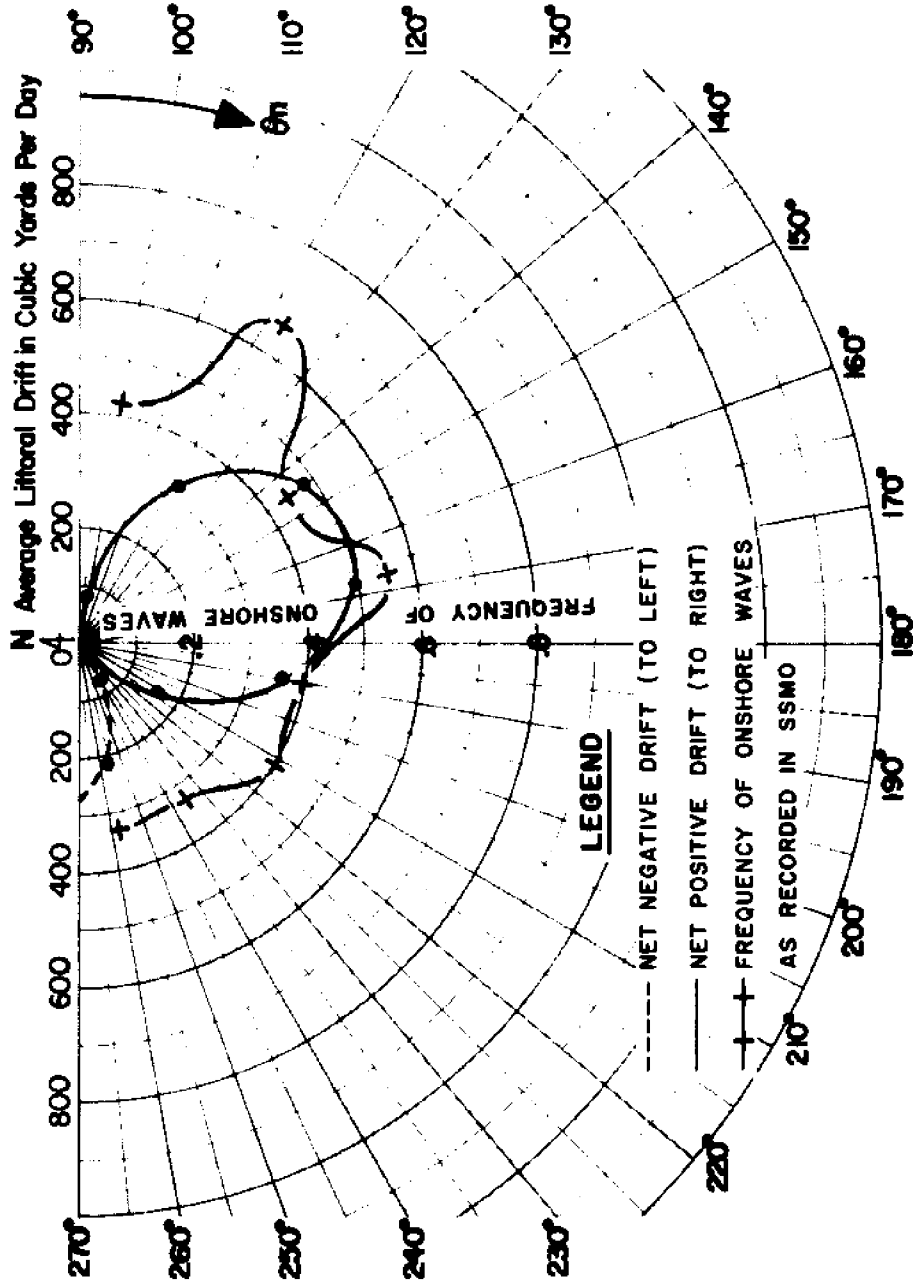 N Average Littoral Drift in Cubic Yards Per Day
800 600 400 200 0 200 400 600 800
270° 90°
260° 100°
250° 110°
240° 120°
230° 130°
220° 140°
210° 150°
200° 160°
190° 170°
180°
θn
FREQUENCY OF
ONSHORE WAVES
.2
LEGEND
NET NEGATIVE DRIFT (TO LEFT)
NET POSITIVE DRIFT (TO RIGHT)
FREQUENCY OF ONSHORE WAVES
AS RECORDED IN SSMO